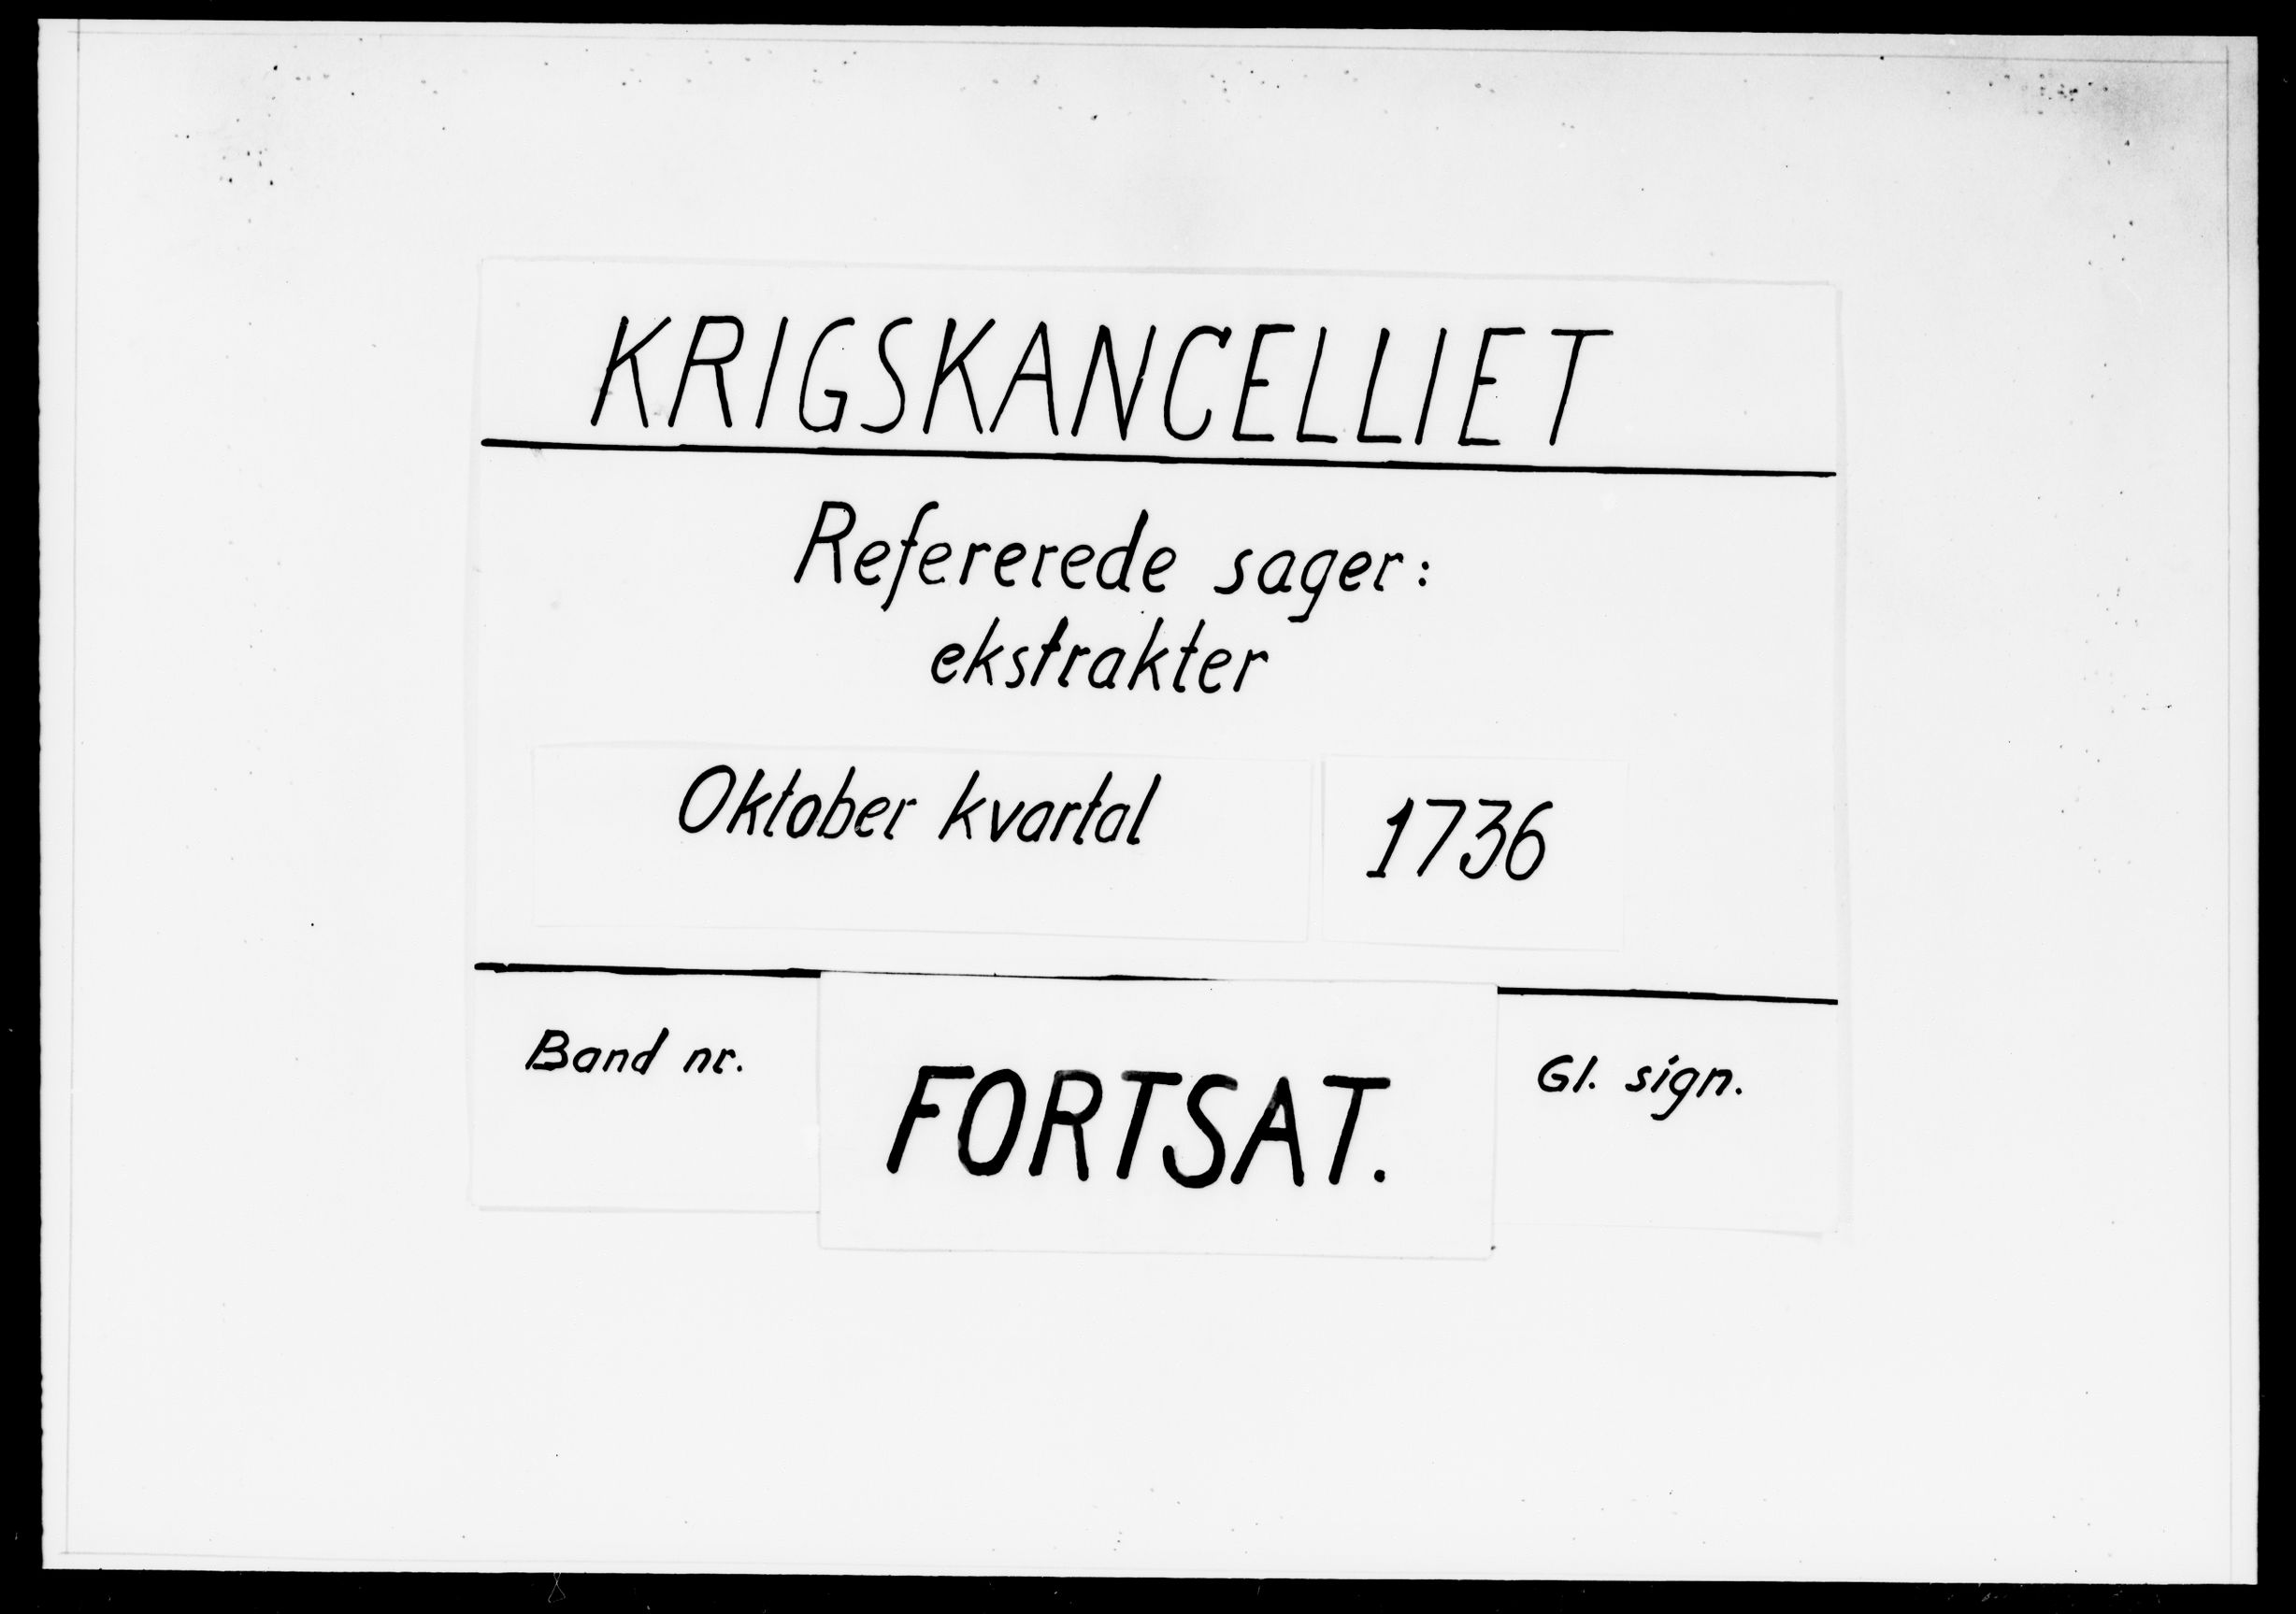 KRIGSKANCELLIET
Refererede sager:
ekstrakter
Oktober kvartal 1736
Band nr. FORTSAT. Gl. sign.